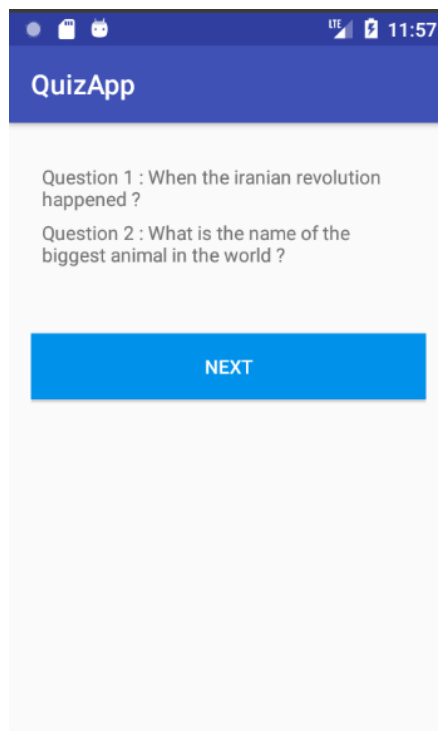 LTE 11:57
QuizApp
Question 1 : When the iranian revolution
happened ?
Question 2 : What is the name of the
biggest animal in the world ?
NEXT